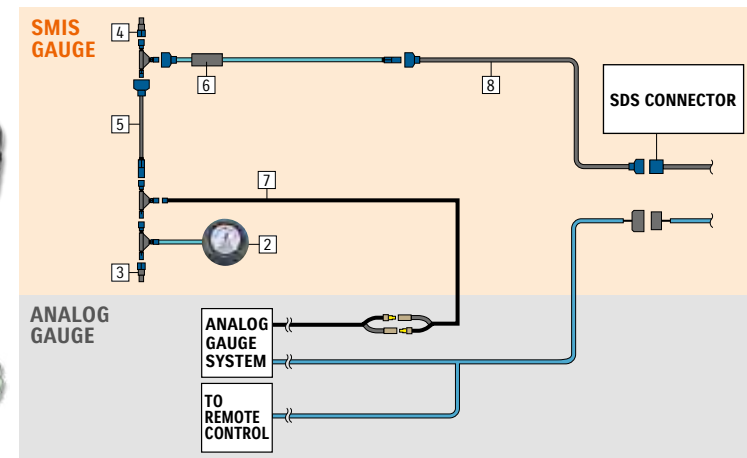 SMIS
GAUGE
4
6
8
SDS CONNECTOR
5
7
2
3
ANALOG
GAUGE
ANALOG
GAUGE
SYSTEM
TO
REMOTE
CONTROL